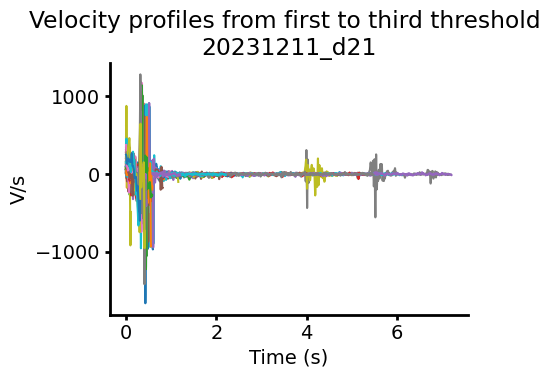 Velocity profiles from first to third threshold
20231211_d21
1000
0
−1000
V/s
0
2
4
6
Time (s)